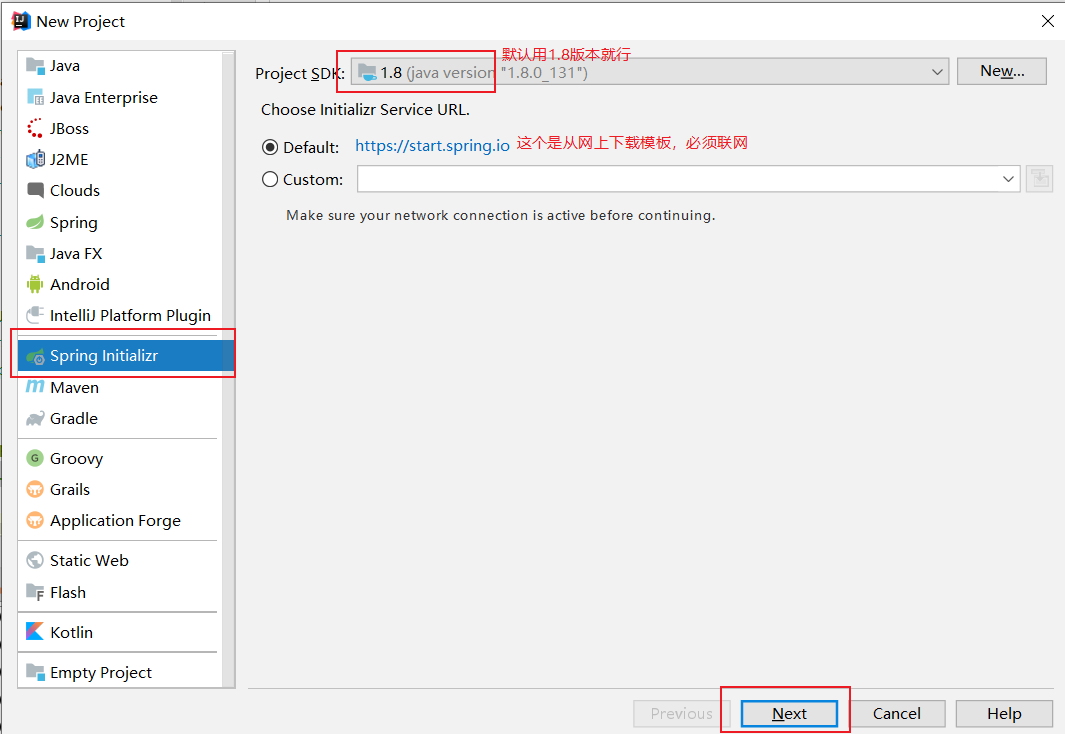 New Project
Java
Java Enterprise
JBoss
J2ME
Clouds
Spring
Java FX
Android
IntelliJ Platform Plugin
Spring Initializr
Maven
Gradle
Groovy
Grails
Application Forge
Static Web
Flash
Kotlin
Empty Project
默认用1.8版本就行
Project SDK: 1.8 (java version "1.8.0_131") New...
Choose Initializr Service URL.
Default: https://start.spring.io 这个是从网上下载模板，必须联网
Custom:
Make sure your network connection is active before continuing.
Previous Next Cancel Help